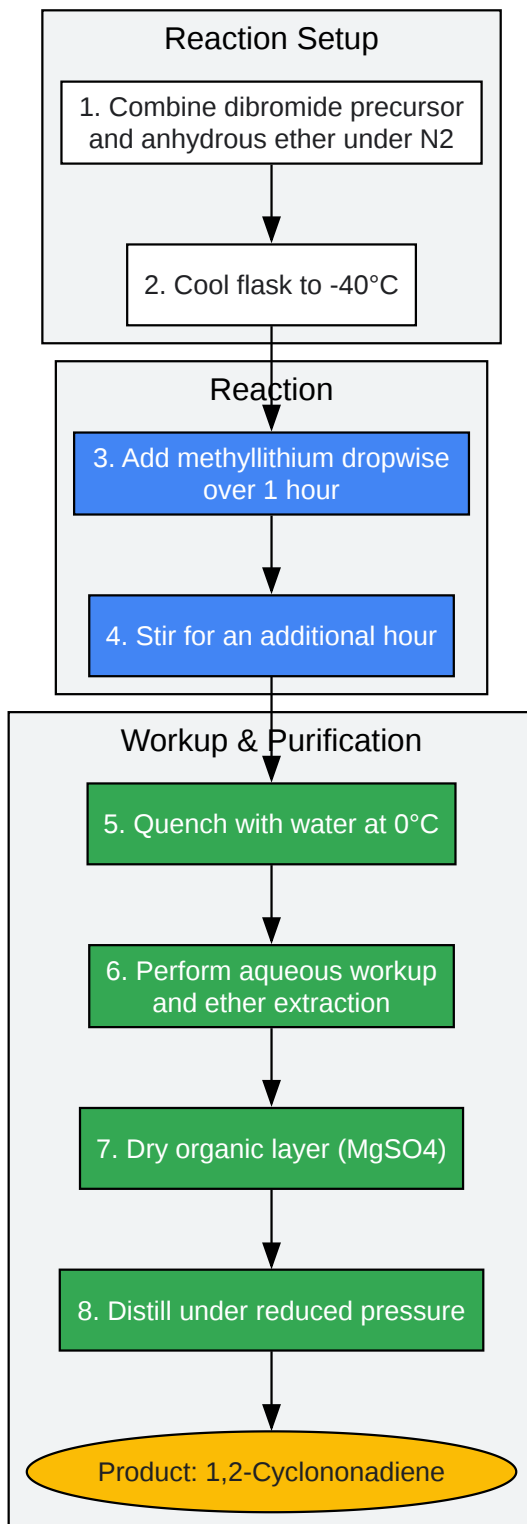 Reaction Setup
1. Combine dibromide precursor
and anhydrous ether under N2
2. Cool flask to -40°C
Reaction
3. Add methyllithium dropwise
over 1 hour
4. Stir for an additional hour
Workup & Purification
5. Quench with water at 0°C
6. Perform aqueous workup
and ether extraction
7. Dry organic layer (MgSO4)
8. Distill under reduced pressure
Product: 1,2-Cyclononadiene